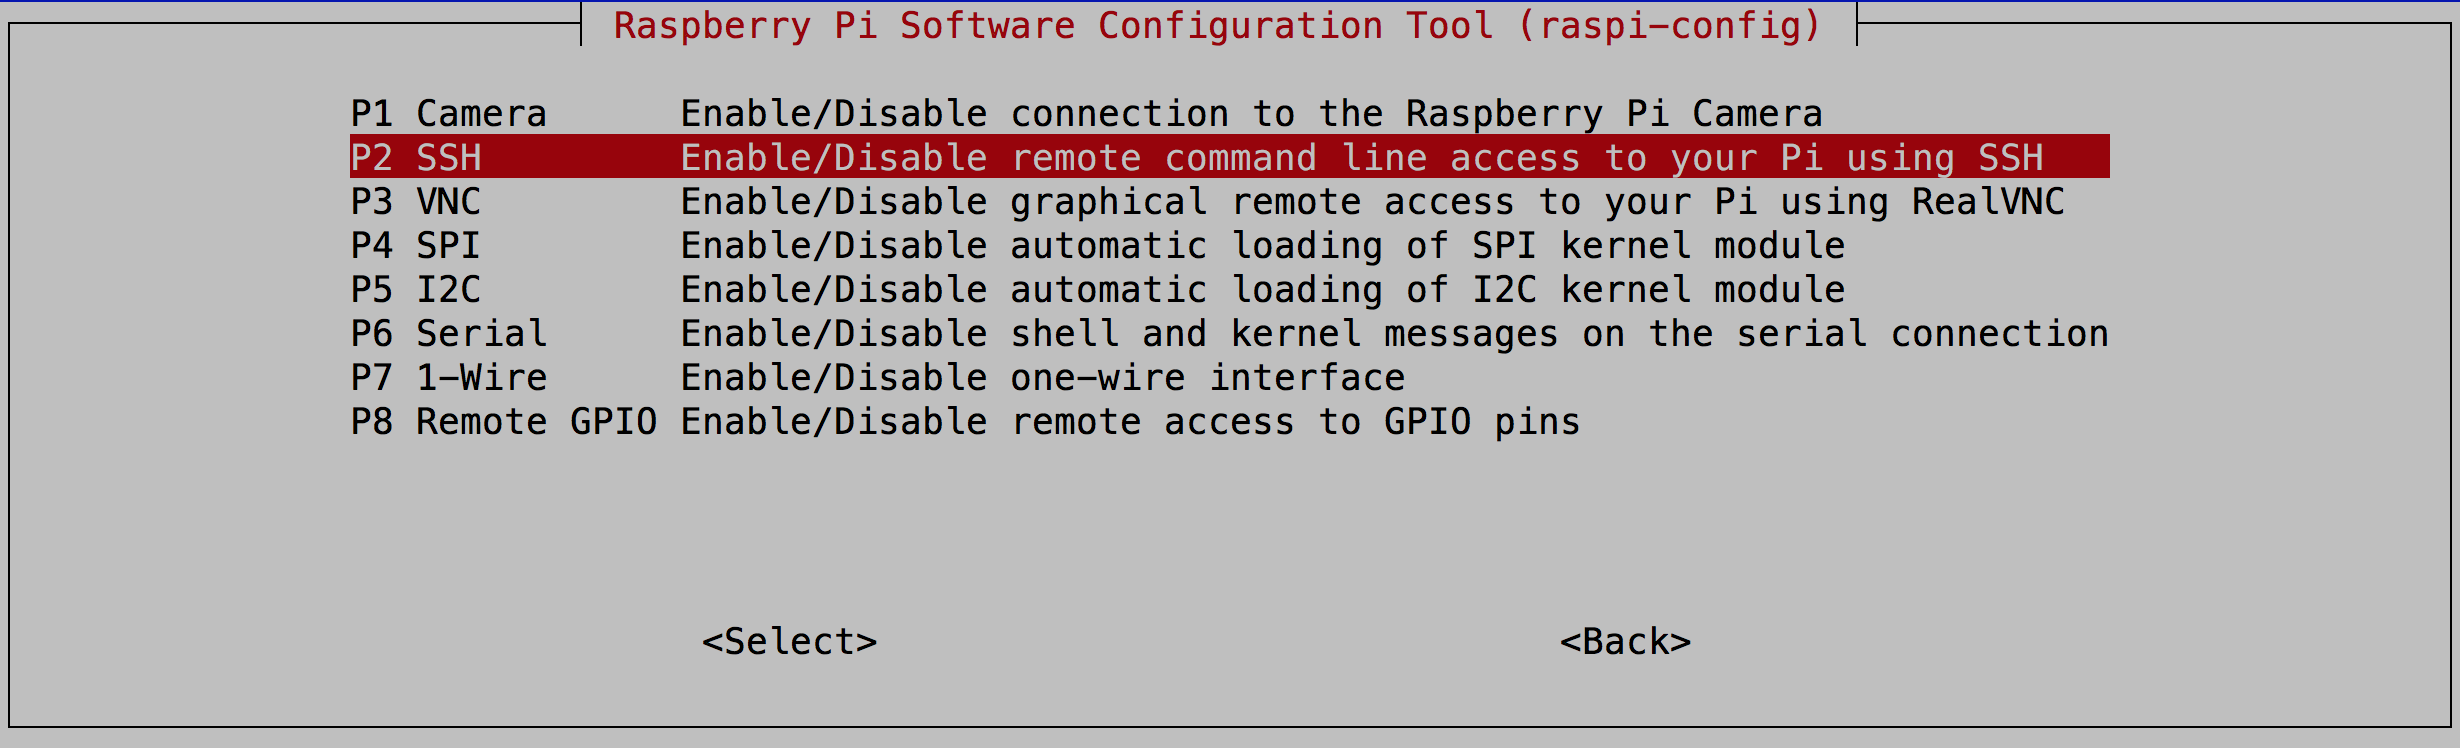 Raspberry Pi Software Configuration Tool (raspi-config)
P1 Camera Enable/Disable connection to the Raspberry Pi Camera
P2 SSH Enable/Disable remote command line access to your Pi using SSH
P3 VNC Enable/Disable graphical remote access to your Pi using RealVNC
P4 SPI Enable/Disable automatic loading of SPI kernel module
P5 I2C Enable/Disable automatic loading of I2C kernel module
P6 Serial Enable/Disable shell and kernel messages on the serial connection
P7 1-Wire Enable/Disable one-wire interface
P8 Remote GPIO Enable/Disable remote access to GPIO pins
<Select> <Back>